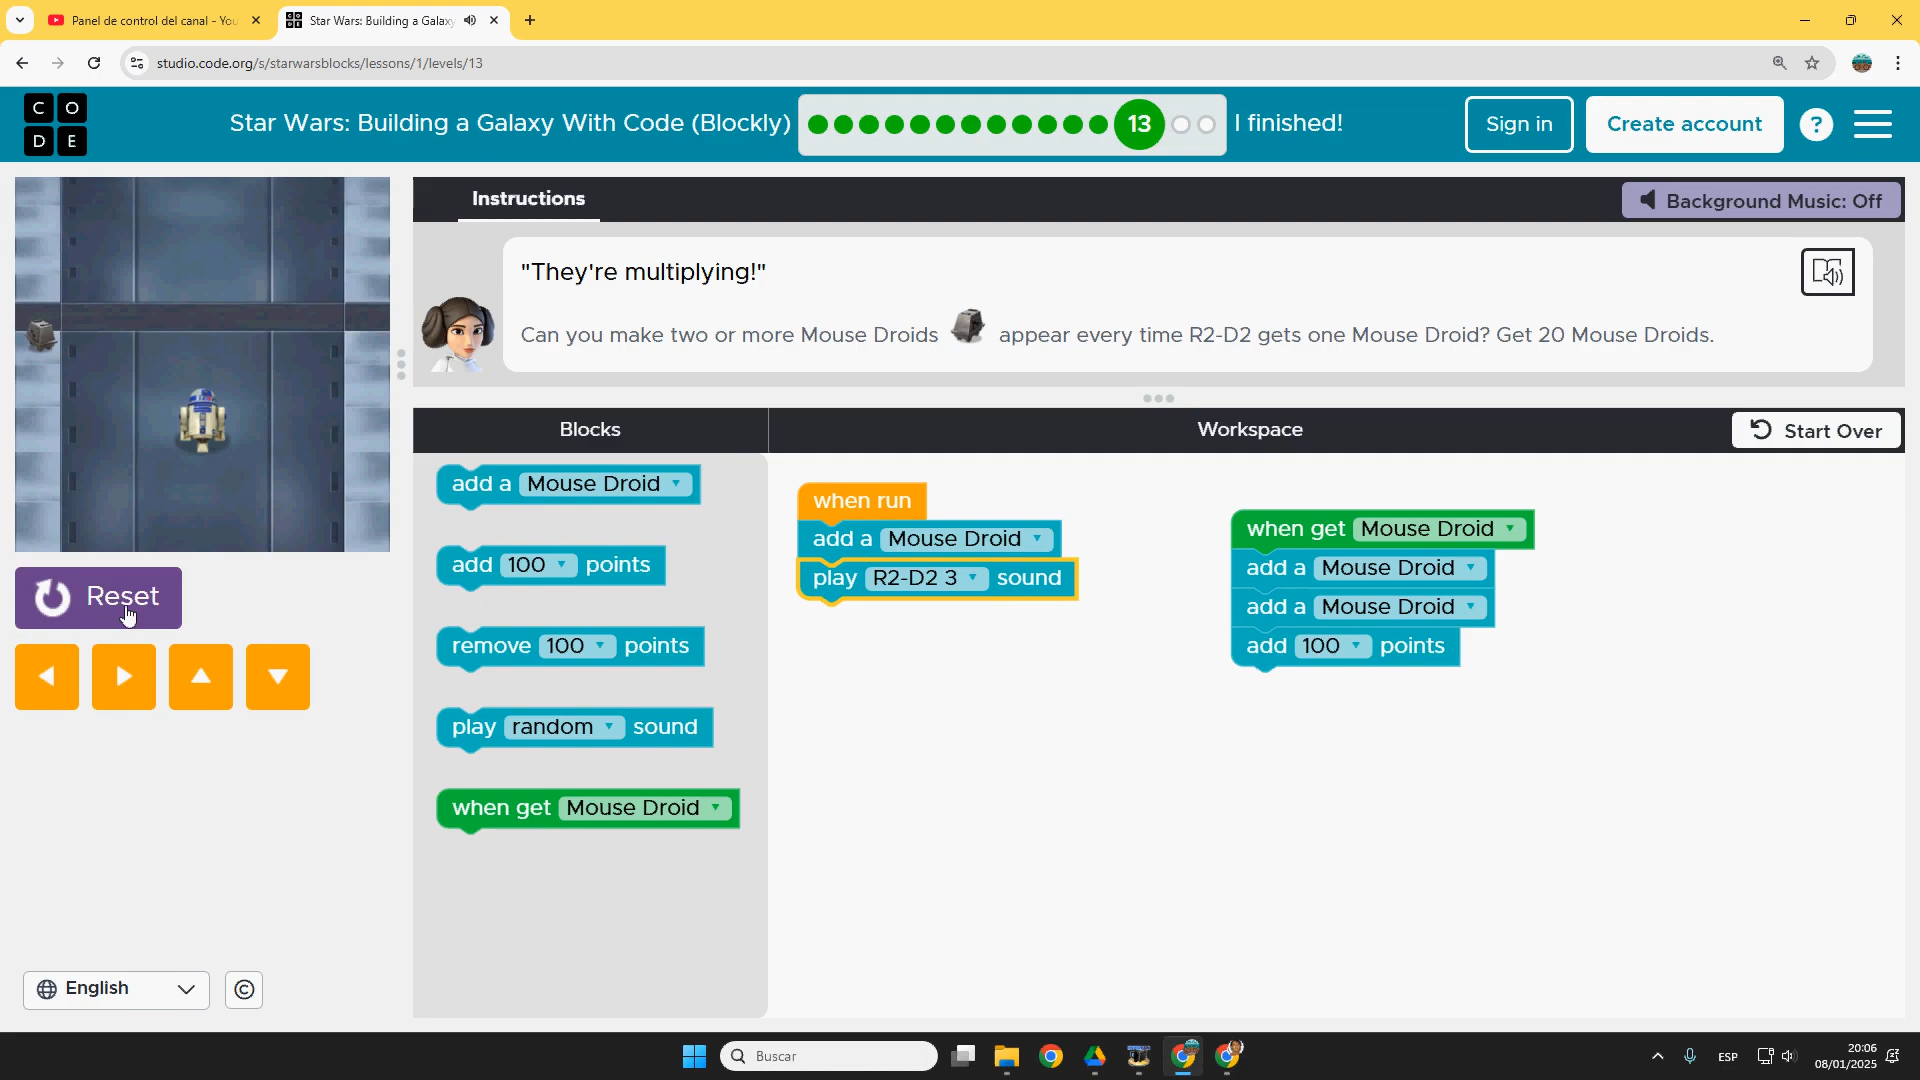 Panel de control del canal - You
Star Wars: Building a Galaxy
studio.code.org/s/starwarsblocks/lessons/1/levels/13
C O
D E
Star Wars: Building a Galaxy With Code (Blockly)
13
I finished!
Sign in
Create account
?
Instructions
Background Music: Off
"They're multiplying!"
Can you make two or more Mouse Droids appear every time R2-D2 gets one Mouse Droid? Get 20 Mouse Droids.
Blocks
Workspace
Start Over
add a Mouse Droid
add 100 points
remove 100 points
play random sound
when get Mouse Droid
when run
add a Mouse Droid
play R2-D2 3 sound
when get Mouse Droid
add a Mouse Droid
add a Mouse Droid
add 100 points
Reset
English
©
Buscar
ESP
20:06
08/01/2025